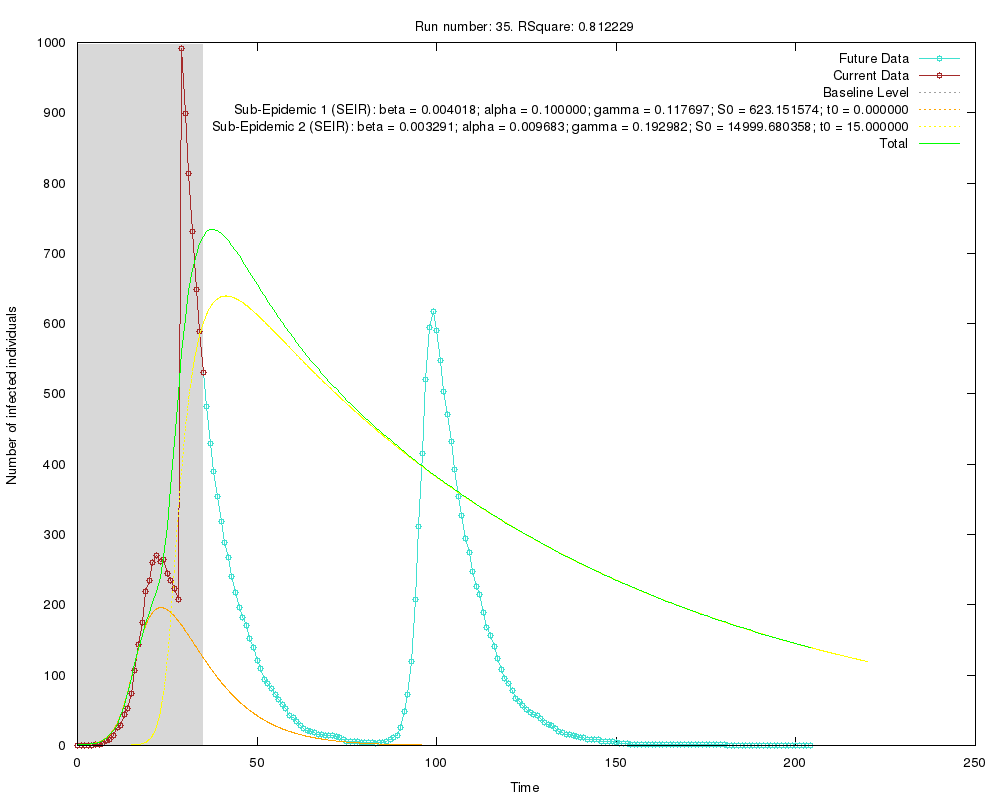 Run number: 35. RSquare: 0.812229
Future Data
Current Data
Baseline Level
Sub-Epidemic 1 (SEIR): beta = 0.004018; alpha = 0.100000; gamma = 0.117697; S0 = 623.151574; t0 = 0.000000
Sub-Epidemic 2 (SEIR): beta = 0.003291; alpha = 0.009683; gamma = 0.192982; S0 = 14999.680358; t0 = 15.000000
Total
1000
900
800
700
600
500
400
300
200
100
0
Number of infected individuals
0 50 100 150 200 250
Time